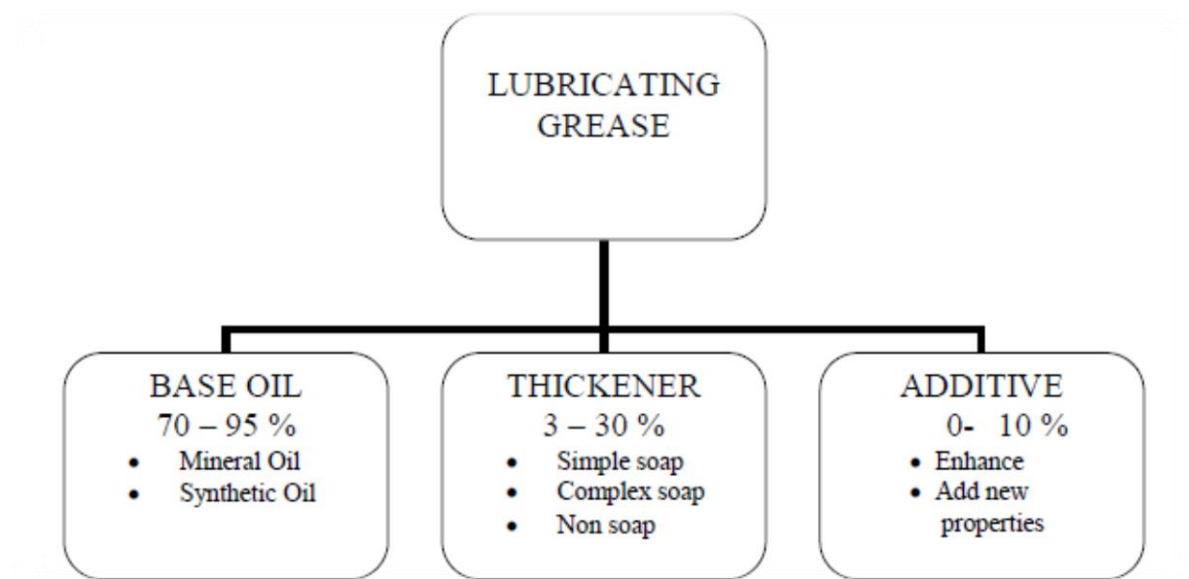 LUBRICATING
GREASE
BASE OIL
70 – 95 %
• Mineral Oil
• Synthetic Oil
THICKENER
3 – 30 %
• Simple soap
• Complex soap
• Non soap
ADDITIVE
0- 10 %
• Enhance
• Add new
properties